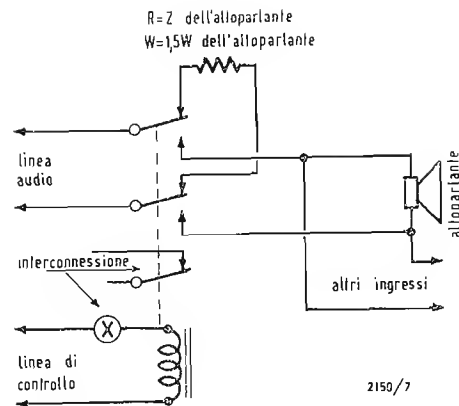 R=Z dell'altoparlante
W=1,5W dell'altoparlante
linea
audio
altoparlante
interconnessione
altri ingressi
X
linea di
controllo
2150/7